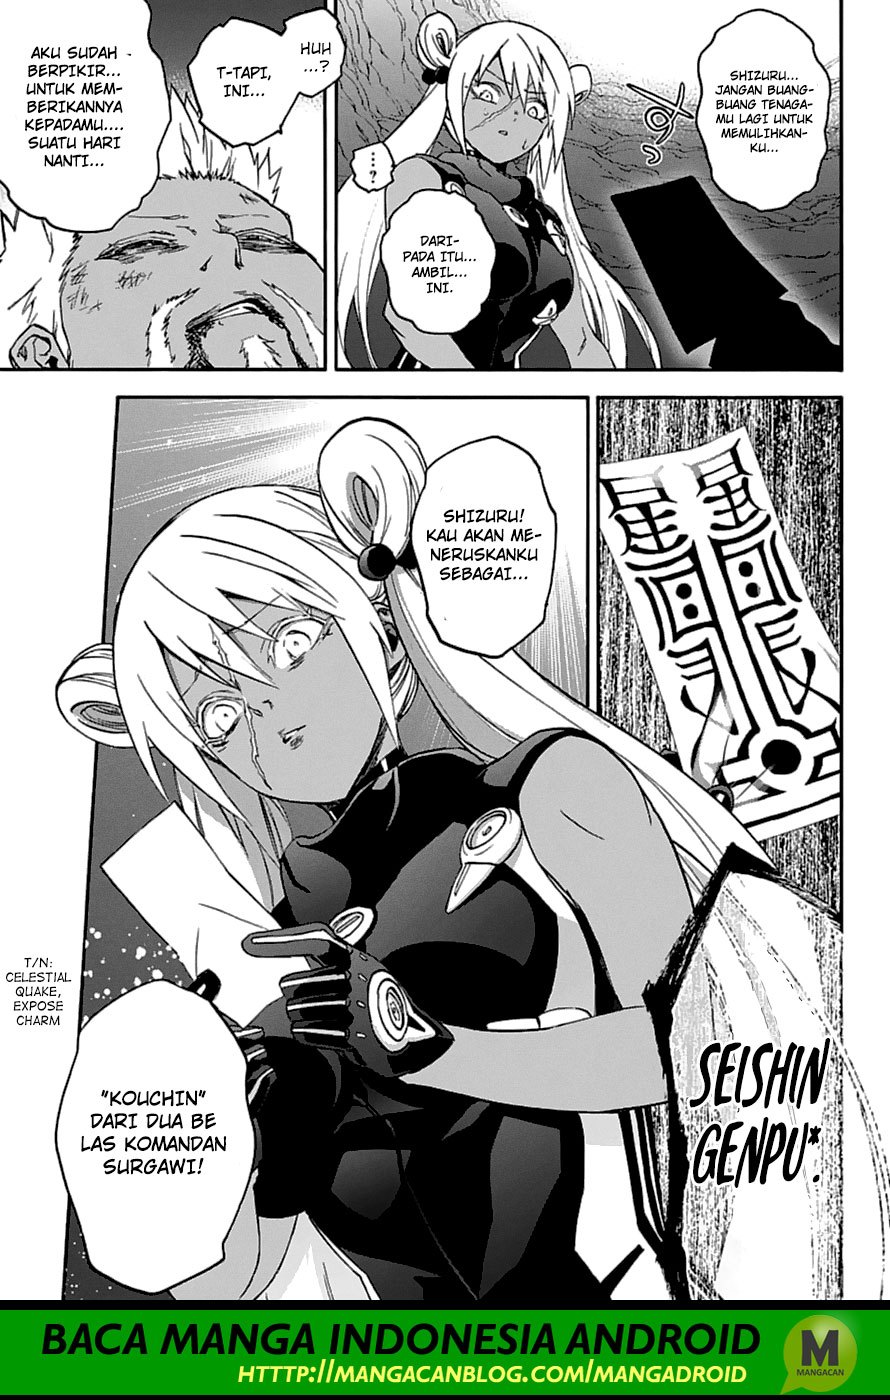 SHIZURU...
JANGAN BUANG-
BUANG TENAGA-
MU LAGI UNTUK
MEMULIHKAN-
KU...
...?
DARI-
PADA ITU...
AMBIL...
INI.
HUH
...?
T-TAPI,
INI...
AKU SUDAH
BERPIKIR...
UNTUK MEM-
BERIKANNYA
KEPADAMU....
SUATU HARI
NANTI...
SEISHIN
GENPU*.
SHIZURU!
KAU AKAN ME-
NERUSKANKU
SEBAGAI...
T/N:
CELESTIAL
QUAKE,
EXPOSE
CHARM
"KOUCHIN"
DARI DUA BE
LAS KOMANDAN
SURGAWI!
BACA MANGA INDONESIA ANDROID
HTTTP://MANGACANBLOG.COM/MANGADROID
M
MANGACAN